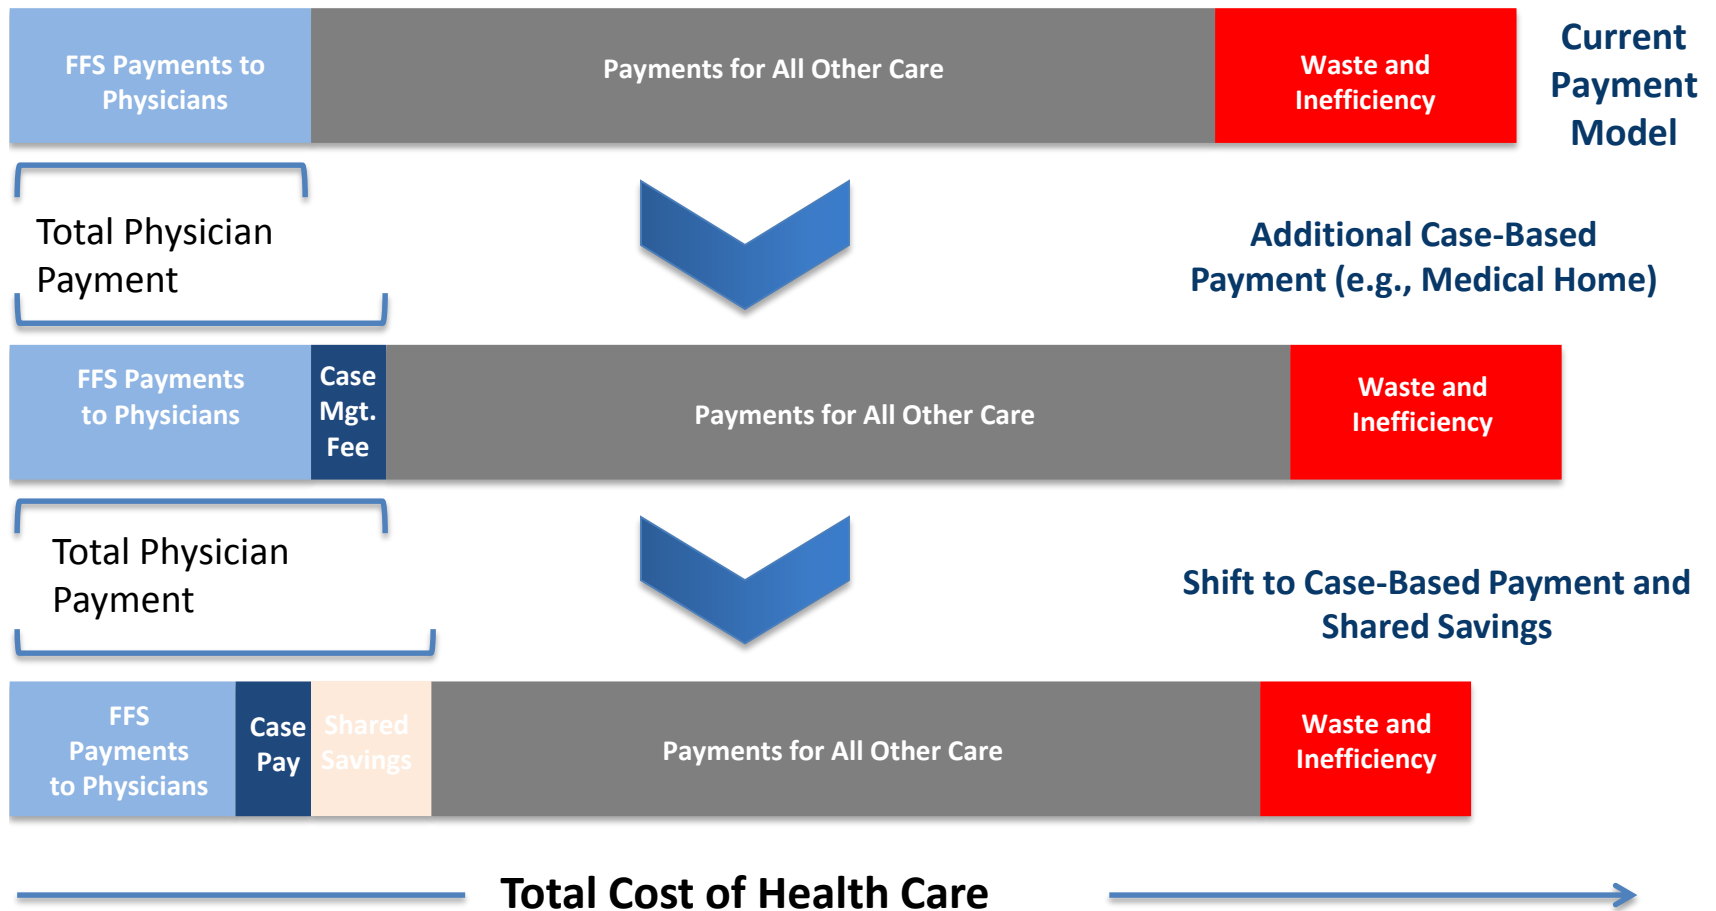 FFS Payments to
Physicians
Payments for All Other Care
Waste and
Inefficiency
Current
Payment
Model
Total Physician
Payment
Additional Case-Based
Payment (e.g., Medical Home)
FFS Payments
to Physicians
Case
Mgt.
Fee
Payments for All Other Care
Waste and
Inefficiency
Total Physician
Payment
Shift to Case-Based Payment and
Shared Savings
FFS
Payments
to Physicians
Case
Pay
Shared
Savings
Payments for All Other Care
Waste and
Inefficiency
Total Cost of Health Care